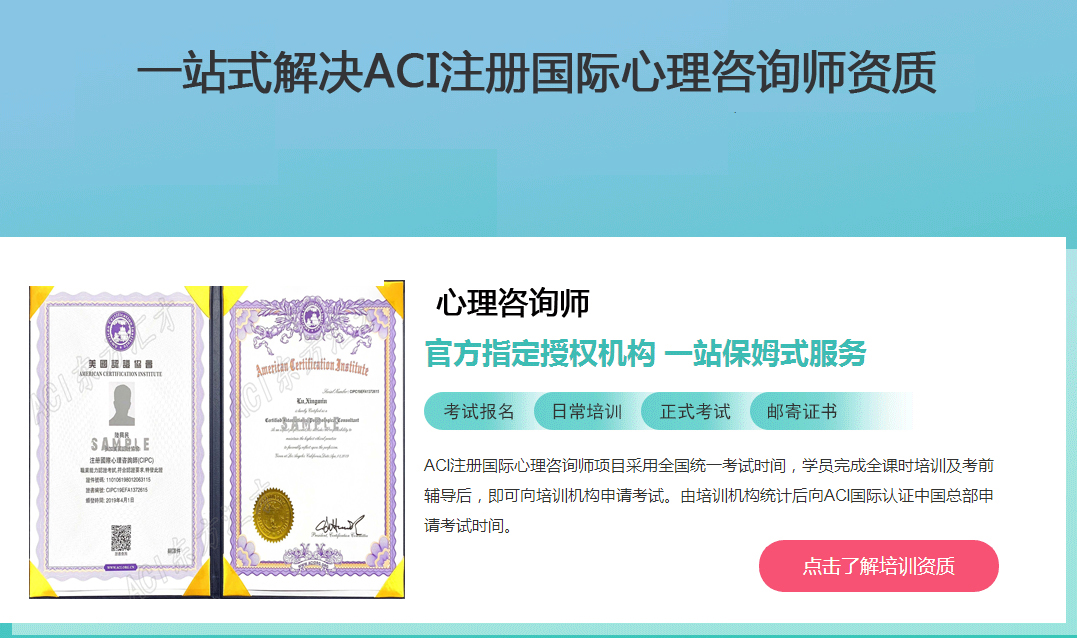 一站式解决ACI注册国际心理咨询师资质
心理咨询师
官方指定授权机构 一站保姆式服务
考试报名 日常培训 正式考试 邮寄证书
ACI注册国际心理咨询师项目采用全国统一考试时间，学员完成全课时培训及考前
辅导后，即可向培训机构申请考试。由培训机构统计后向ACI国际认证中国总部申
请考试时间。
点击了解培训资质
美國認證協會
AMERICAN CERTIFICATION INSTITUTE
SAMPLE
注册國際心理咨詢師(CIPC)
American Certification Institute
SAMPLE